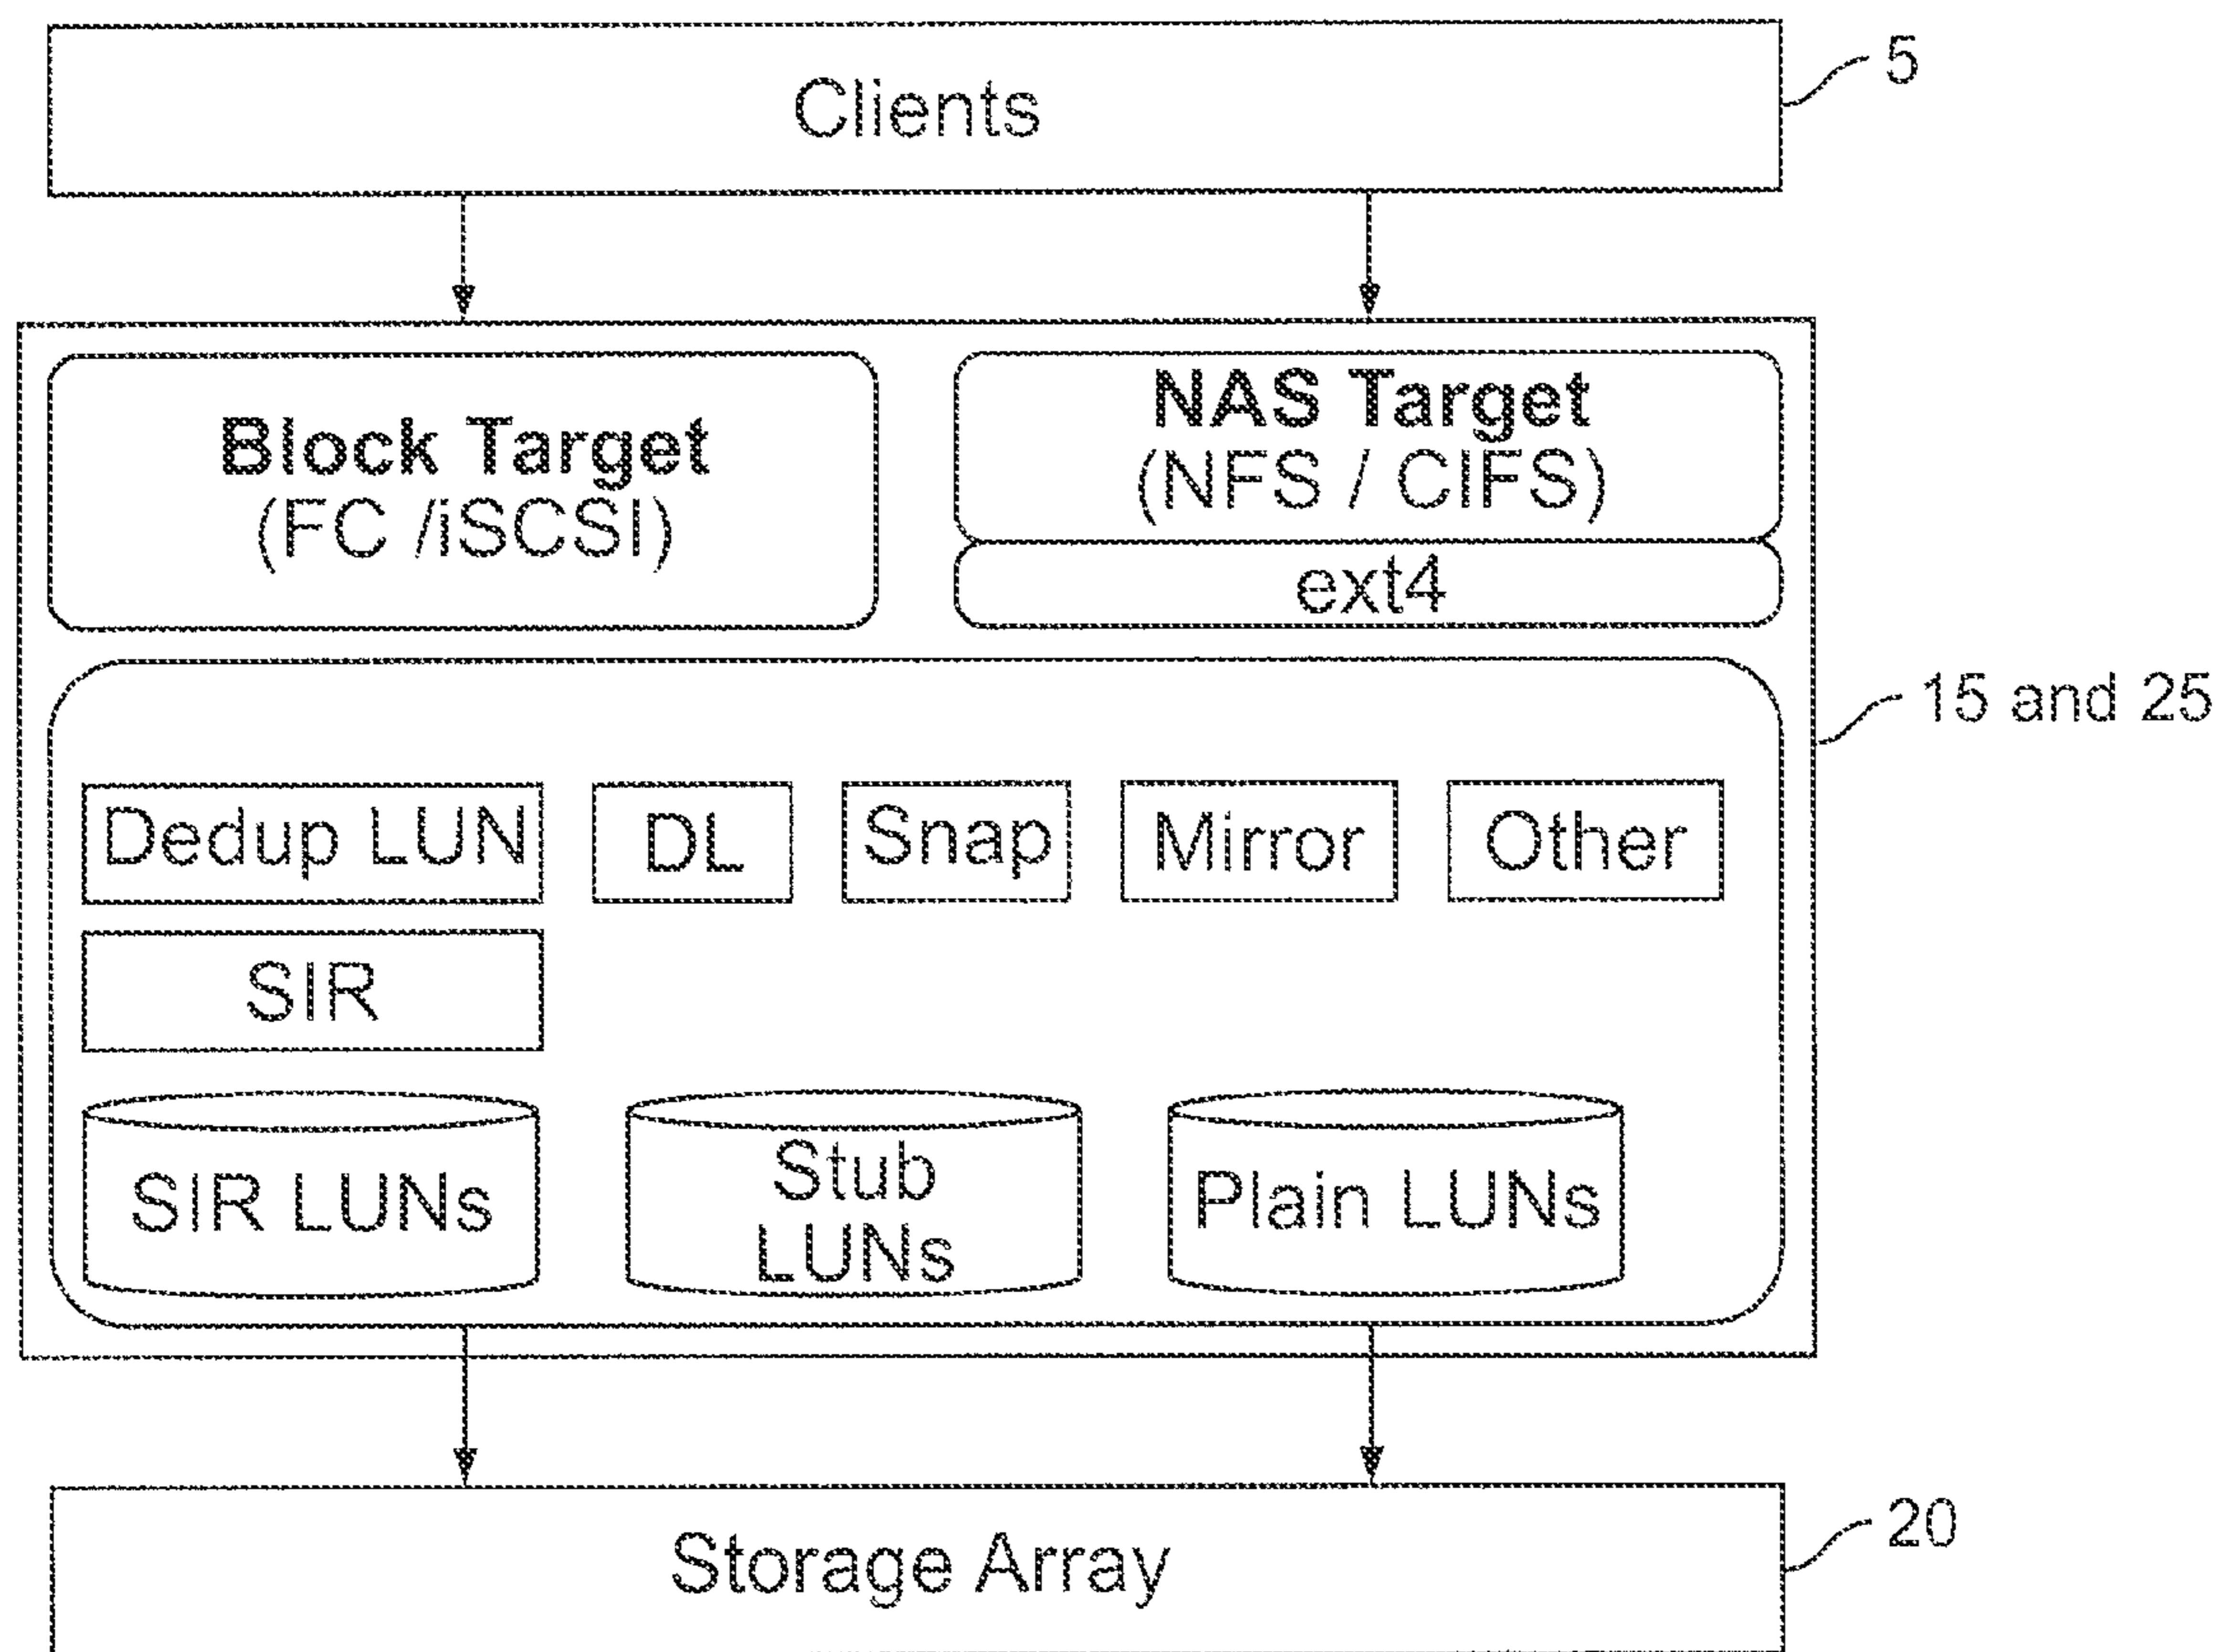 Clients
5
Block Target
(FC /iSCSI)
NAS Target
(NFS / CIFS)
ext4
15 and 25
Dedup LUN
DL
Snap
Mirror
Other
SIR
SIR LUNs
Stub
LUNs
Plain LUNs
Storage Array
20